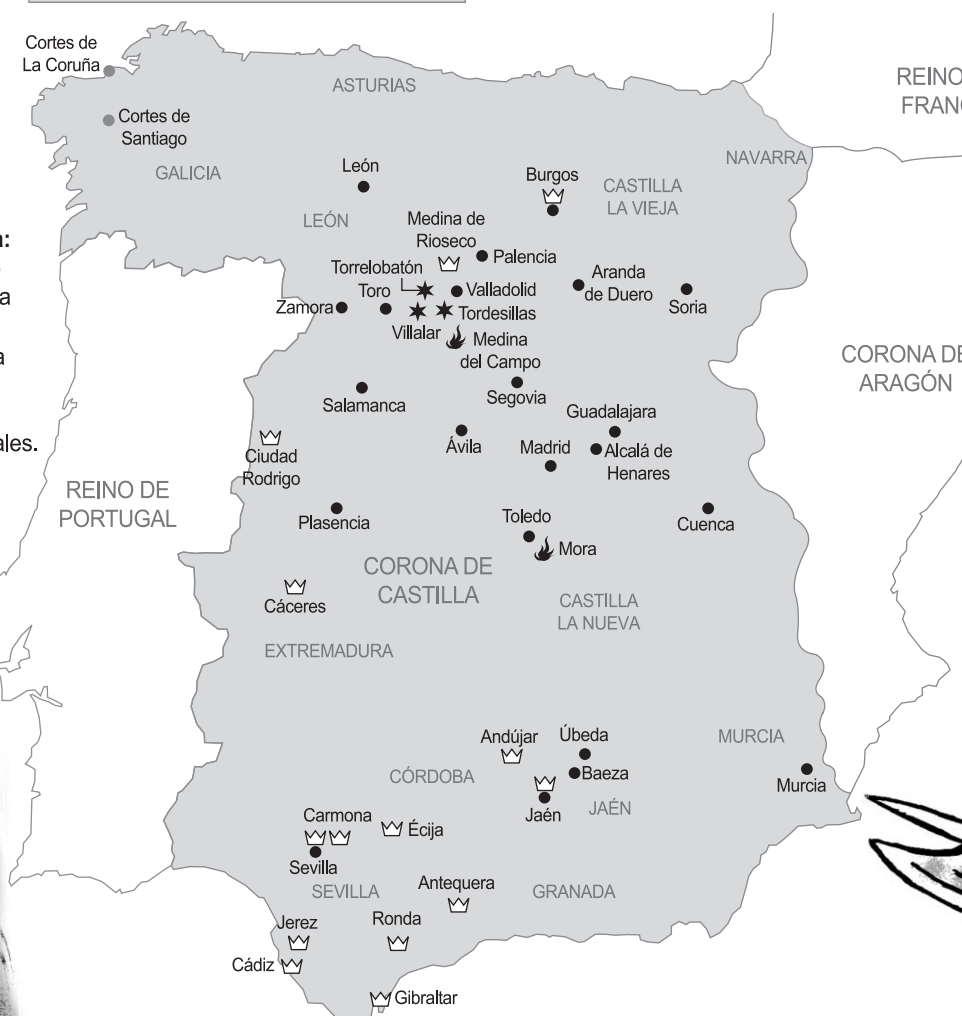 Cortes de
La Coruña
ASTURIAS
REINO
Cortes de
Santiago
GALICIA
NAVARRA
León
Burgos
CASTILLA
LA VIEJA
LEÓN
Medina de
Rioseco
Palencia
Torrelobatón
Aranda
de Duero
Toro
Valladolid
Zamora
Tordesillas
Soria
Villalar
Medina
del Campo
CORONA DE
ARAGÓN
Segovia
Salamanca
Guadalajara
Ávila
Madrid
Alcalá de
Henares
Ciudad
Rodrigo
REINO DE
PORTUGAL
Plasencia
Toledo
Cuenca
Mora
CORONA DE
CASTILLA
Cáceres
CASTILLA
LA NUEVA
EXTREMADURA
Andújar
Úbeda
MURCIA
CÓRDOBA
Baeza
Murcia
Jaén
JAÉN
Carmona
Écija
Sevilla
SEVILLA
Antequera
GRANADA
Jerez
Ronda
Cádiz
Gibraltar